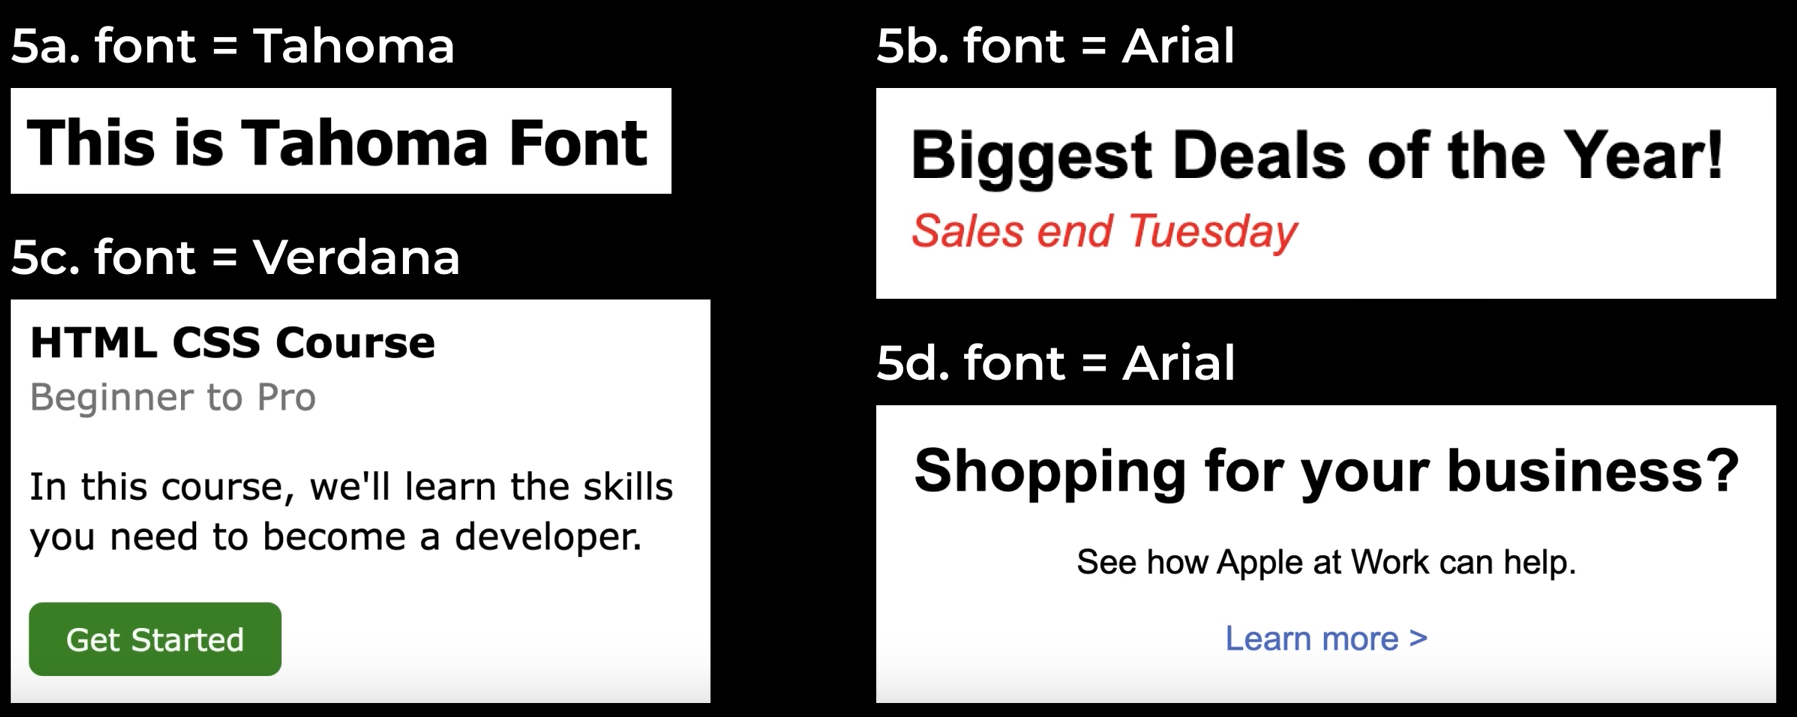 5a. font = Tahoma
This is Tahoma Font
5b. font = Arial
Biggest Deals of the Year!
Sales end Tuesday
5c. font = Verdana
HTML CSS Course
Beginner to Pro
In this course, we'll learn the skills
you need to become a developer.
Get Started
5d. font = Arial
Shopping for your business?
See how Apple at Work can help.
Learn more >